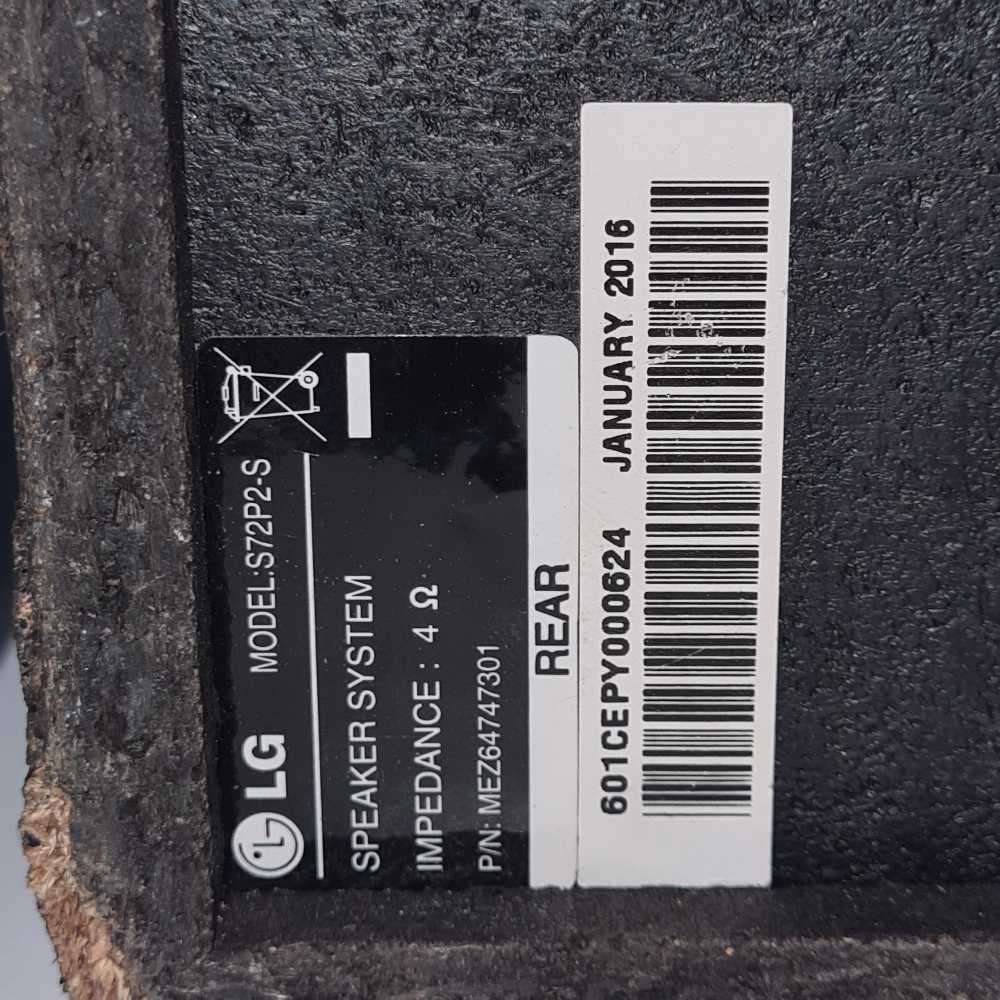 LG MODEL:S72P2-S
SPEAKER SYSTEM
IMPEDANCE : 4 Ω
P/N: MEZ64747301
REAR
601CEPY000624 JANUARY 2016